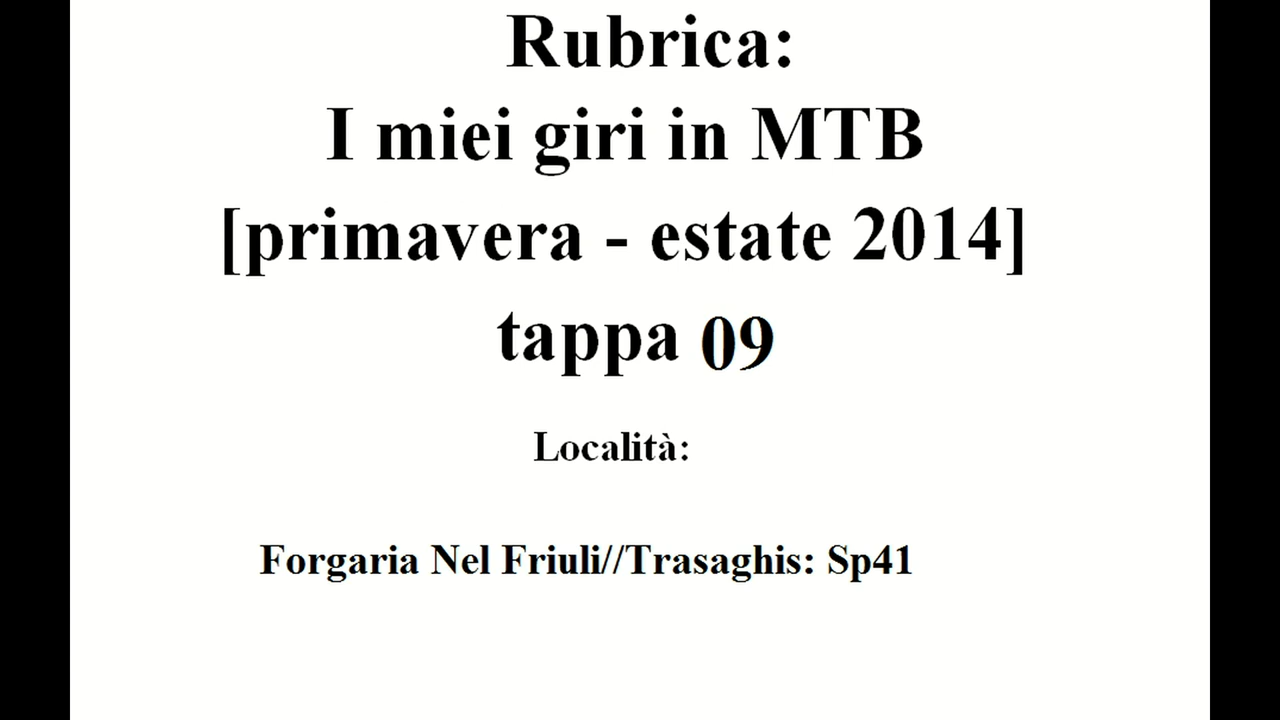 Rubrica:
I miei giri in MTB
[primavera - estate 2014]
tappa 09
Località:
Forgaria Nel Friuli//Trasaghis: Sp41